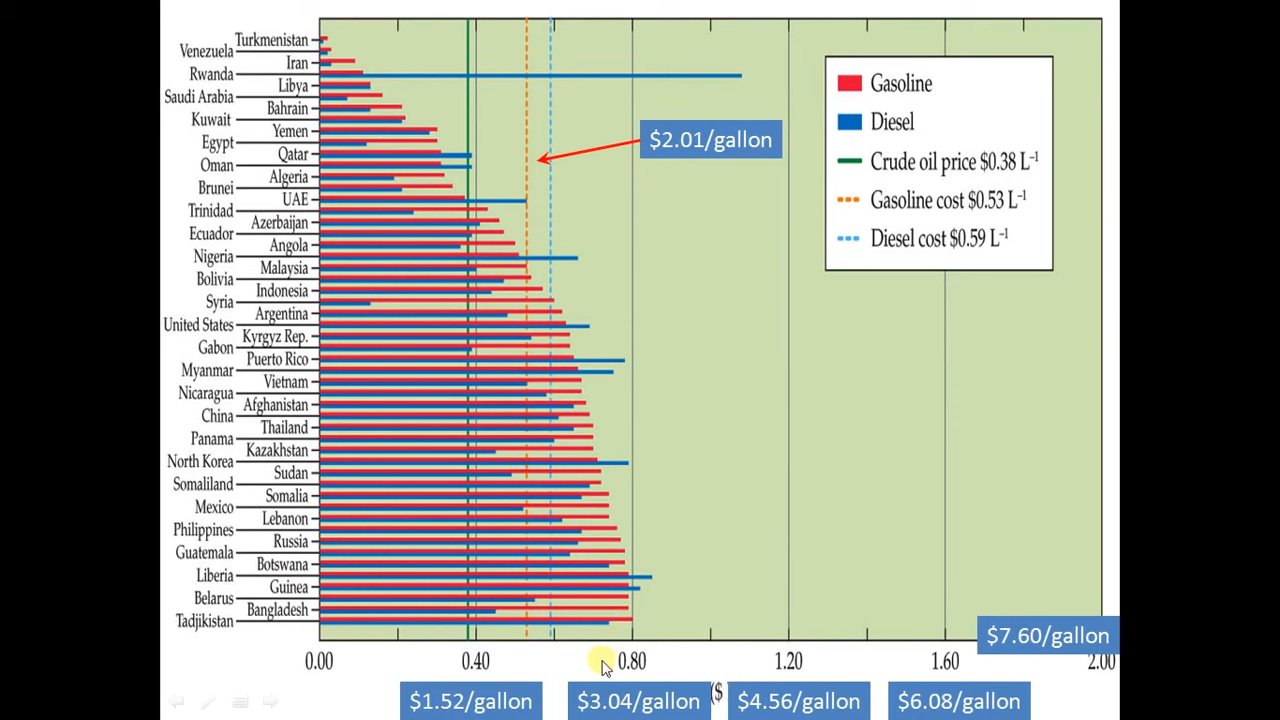 Turkmenistan
Venezuela
Iran
Rwanda
Libya
Saudi Arabia
Bahrain
Kuwait
Yemen
Egypt
Qatar
Oman
Algeria
Brunei
UAE
Trinidad
Azerbaijan
Ecuador
Angola
Nigeria
Malaysia
Bolivia
Indonesia
Syria
Argentina
United States
Kyrgyz Rep.
Gabon
Puerto Rico
Myanmar
Vietnam
Nicaragua
Afghanistan
China
Thailand
Panama
Kazakhstan
North Korea
Sudan
Somaliland
Somalia
Mexico
Lebanon
Philippines
Russia
Guatemala
Botswana
Liberia
Guinea
Belarus
Bangladesh
Tadjikistan
$2.01/gallon
Gasoline
Diesel
Crude oil price $0.38 L⁻¹
Gasoline cost $0.53 L⁻¹
Diesel cost $0.59 L⁻¹
$7.60/gallon
0.00 0.40 0.80 1.20 1.60 2.00
($
$1.52/gallon $3.04/gallon $4.56/gallon $6.08/gallon